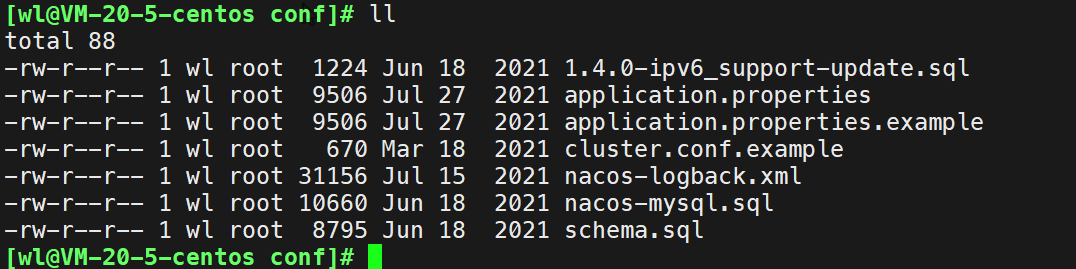 [wl@VM-20-5-centos conf]# ll
total 88
-rw-r--r-- 1 wl root  1224 Jun 18  2021 1.4.0-ipv6_support-update.sql
-rw-r--r-- 1 wl root  9506 Jul 27  2021 application.properties
-rw-r--r-- 1 wl root  9506 Jul 27  2021 application.properties.example
-rw-r--r-- 1 wl root   670 Mar 18  2021 cluster.conf.example
-rw-r--r-- 1 wl root 31156 Jul 15  2021 nacos-logback.xml
-rw-r--r-- 1 wl root 10660 Jun 18  2021 nacos-mysql.sql
-rw-r--r-- 1 wl root  8795 Jun 18  2021 schema.sql
[wl@VM-20-5-centos conf]#